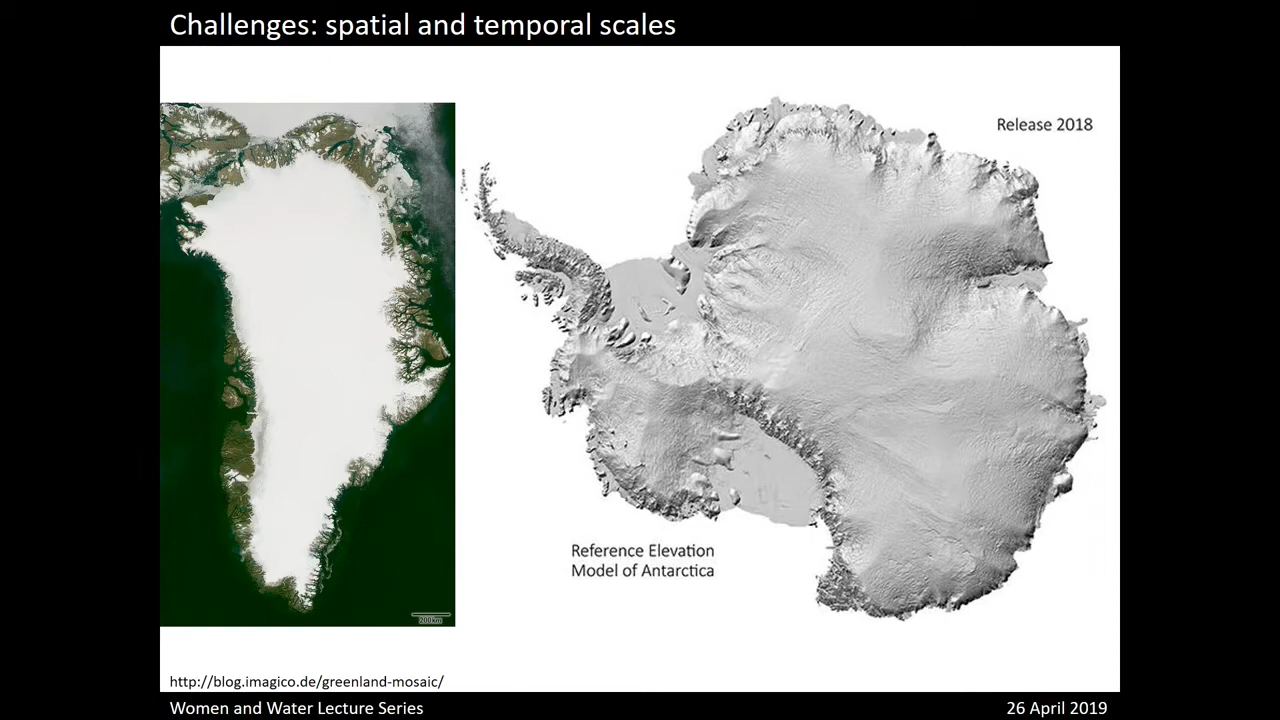 Challenges: spatial and temporal scales
Release 2018
Reference Elevation
Model of Antarctica
200km
http://blog.imagico.de/greenland-mosaic/
Women and Water Lecture Series
26 April 2019